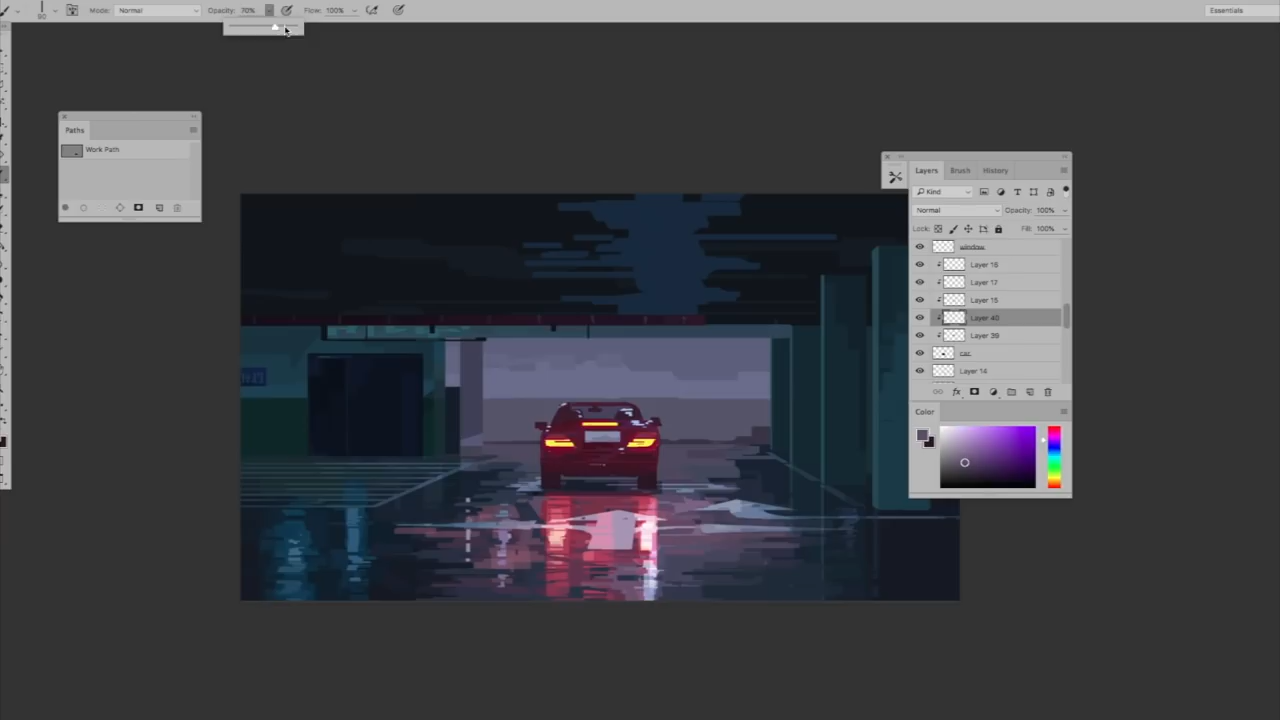 80 Mode: Normal Opacity: 70% Flow: 100% Essentials
Paths
Work Path
Layers Brush History
Kind
Normal Opacity: 100%
Lock: Fill: 100%
window
Layer 16
Layer 17
Layer 15
Layer 40
Layer 39
car
Layer 14
Color